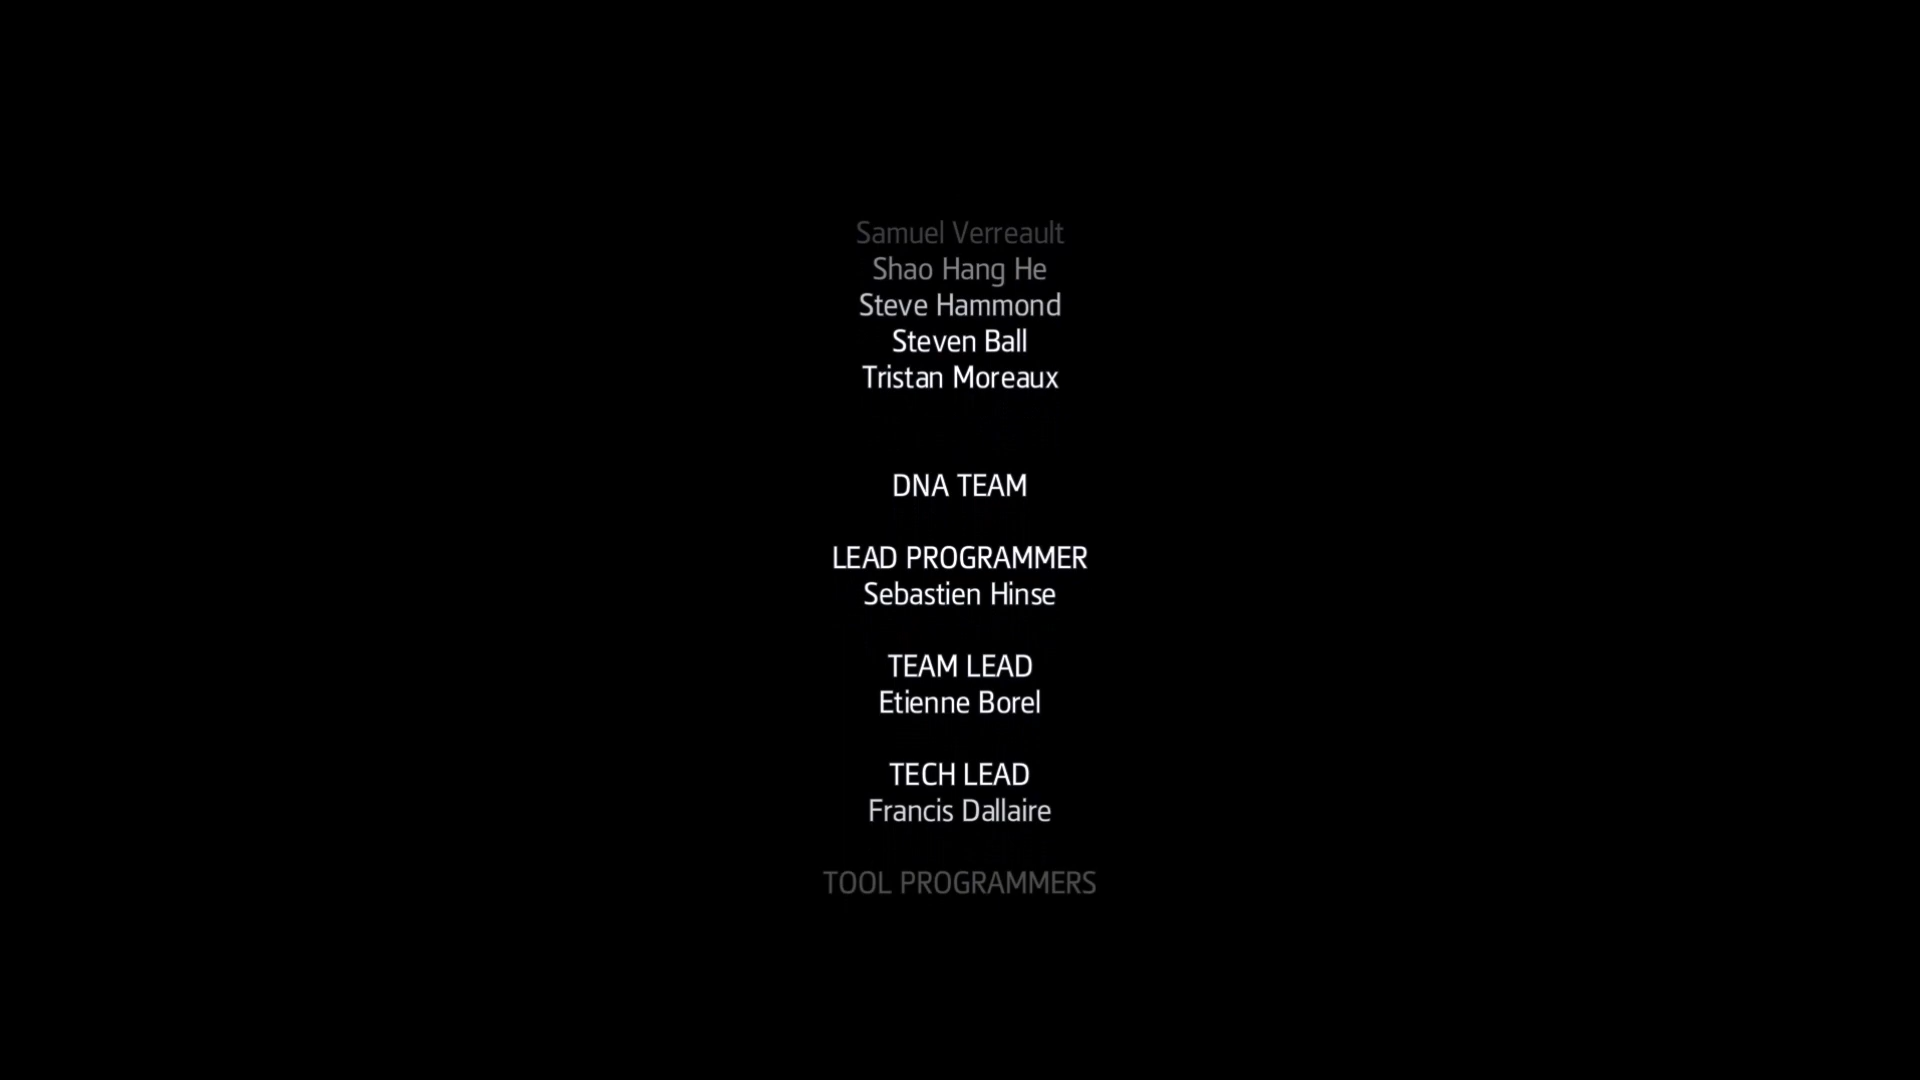 Samuel Verreault
Shao Hang He
Steve Hammond
Steven Ball
Tristan Moreaux
DNA TEAM
LEAD PROGRAMMER
Sebastien Hinse
TEAM LEAD
Etienne Borel
TECH LEAD
Francis Dallaire
TOOL PROGRAMMERS